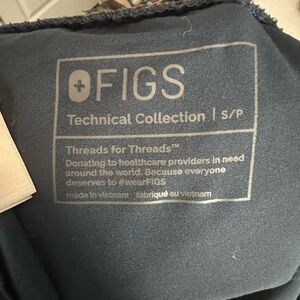 FIGS
Technical Collection | S/P
Threads for Threads™
Donating to healthcare providers in need
around the world. Because everyone
deserves to #wearFIGS
made in vietnam fabriqué au vietnam